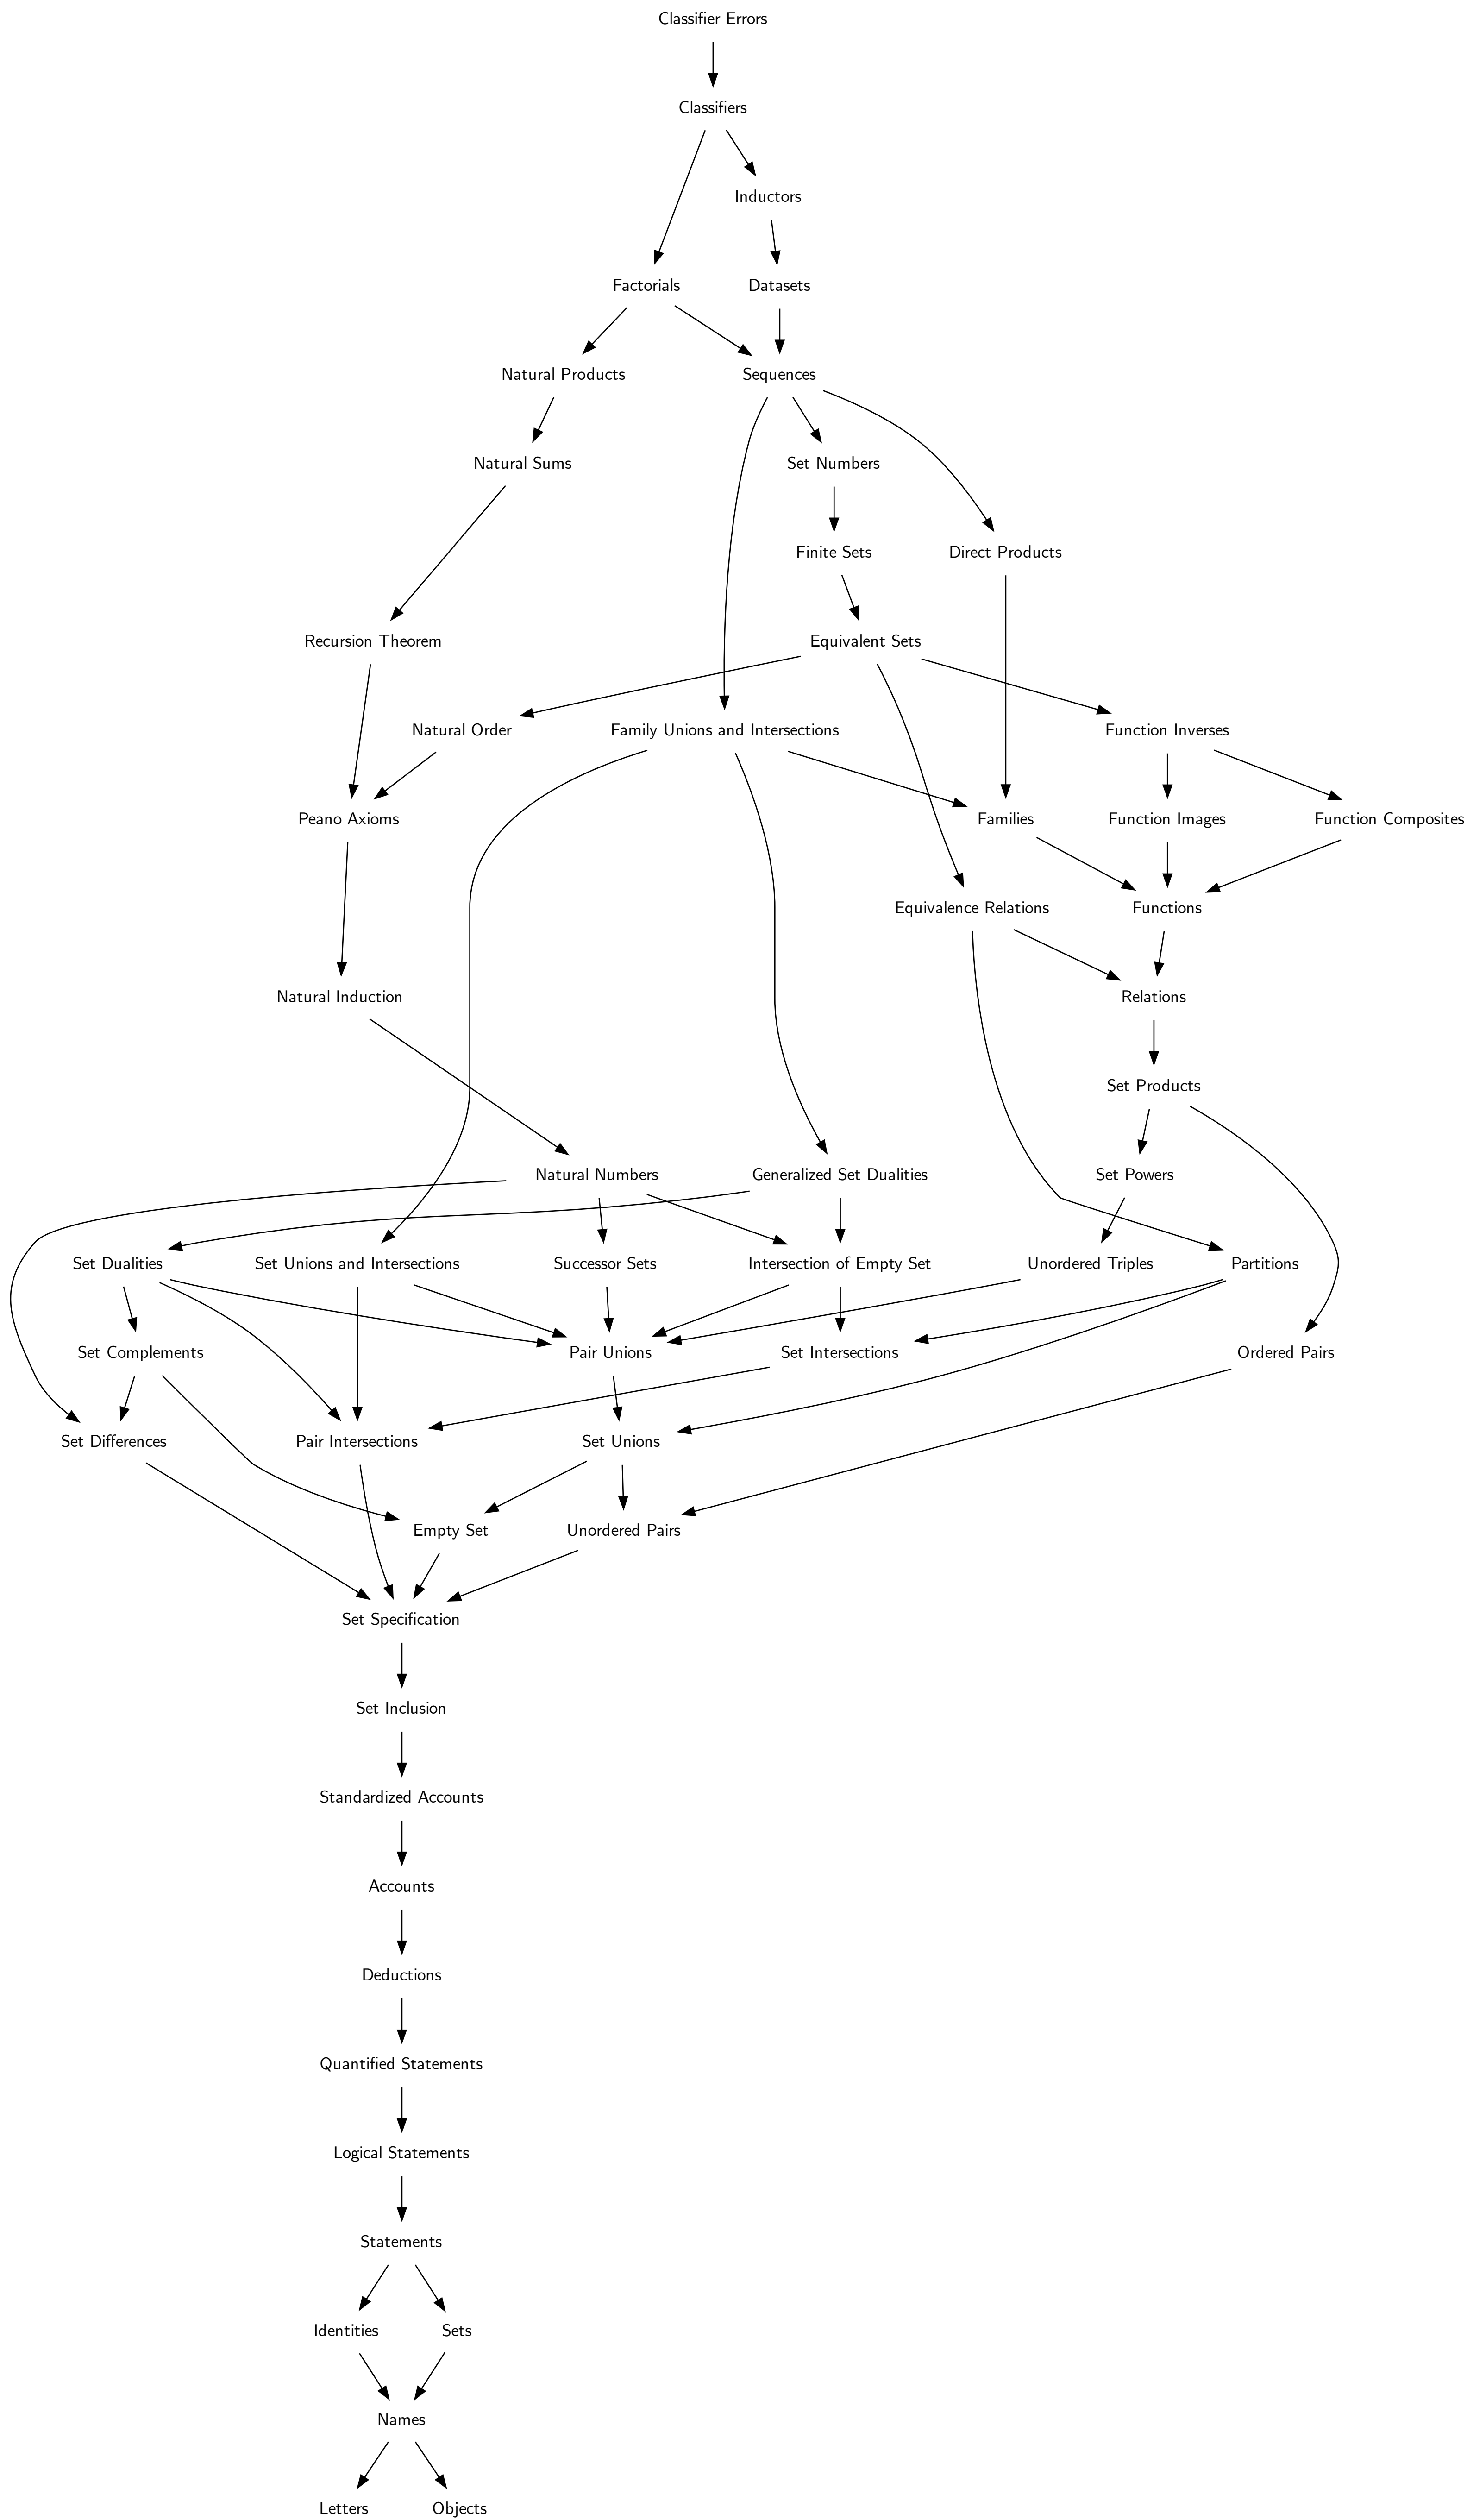 Classifier Errors
Classifiers
Inductors
Factorials
Datasets
Natural Products
Sequences
Natural Sums
Set Numbers
Finite Sets
Direct Products
Recursion Theorem
Equivalent Sets
Natural Order
Family Unions and Intersections
Function Inverses
Peano Axioms
Families
Function Images
Function Composites
Equivalence Relations
Functions
Natural Induction
Relations
Set Products
Natural Numbers
Generalized Set Dualities
Set Powers
Set Dualities
Set Unions and Intersections
Successor Sets
Intersection of Empty Set
Unordered Triples
Partitions
Set Complements
Pair Unions
Set Intersections
Ordered Pairs
Set Differences
Pair Intersections
Set Unions
Empty Set
Unordered Pairs
Set Specification
Set Inclusion
Standardized Accounts
Accounts
Deductions
Quantified Statements
Logical Statements
Statements
Identities
Sets
Names
Letters
Objects